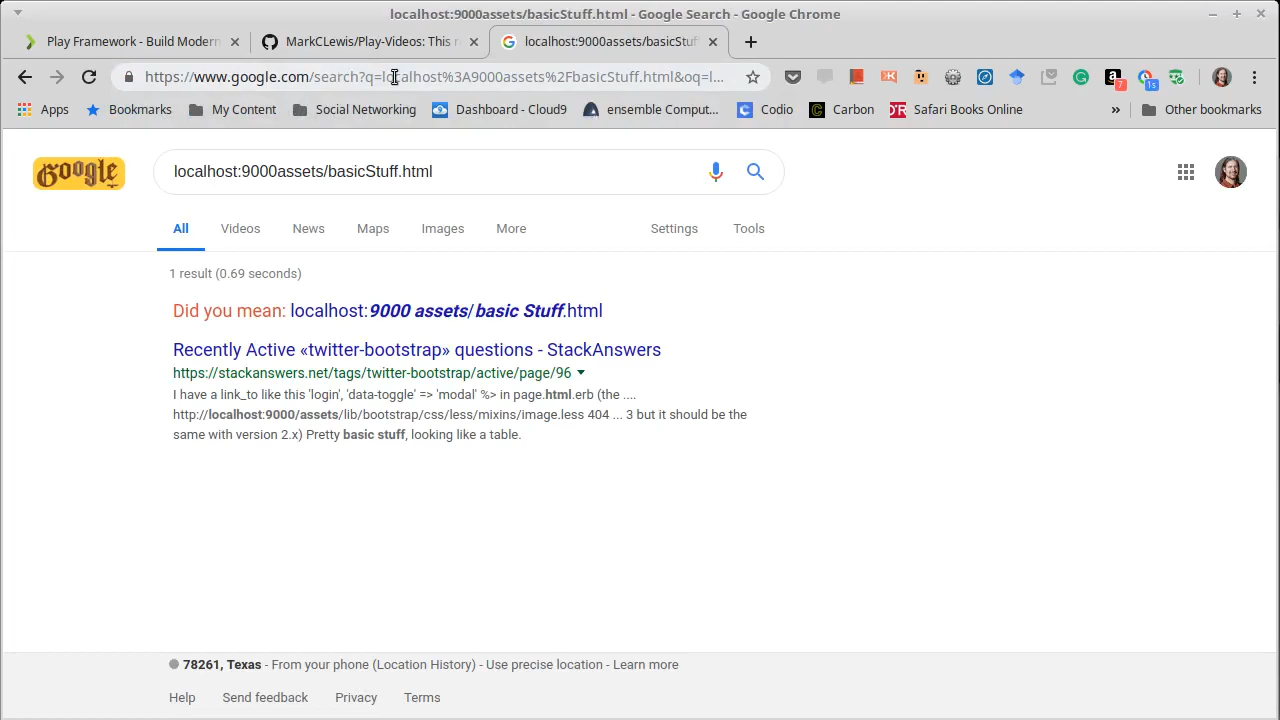 localhost:9000assets/basicStuff.html - Google Search - Google Chrome
Play Framework - Build Modern
MarkCLewis/Play-Videos: This r
localhost:9000assets/basicStuf
https://www.google.com/search?q=localhost%3A9000assets%2FbasicStuff.html&oq=l...
7
1s
Apps
Bookmarks
My Content
Social Networking
Dashboard - Cloud9
ensemble Comput...
Codio
Carbon
Safari Books Online
»
Other bookmarks
Google
localhost:9000assets/basicStuff.html
All
Videos
News
Maps
Images
More
Settings
Tools
1 result (0.69 seconds)
Did you mean: localhost:9000 assets/basic Stuff.html
Recently Active «twitter-bootstrap» questions - StackAnswers
https://stackanswers.net/tags/twitter-bootstrap/active/page/96
I have a link_to like this 'login', 'data-toggle' => 'modal' %> in page.html.erb (the ....
http://localhost:9000/assets/lib/bootstrap/css/less/mixins/image.less 404 ... 3 but it should be the
same with version 2.x) Pretty basic stuff, looking like a table.
78261, Texas - From your phone (Location History) - Use precise location - Learn more
Help
Send feedback
Privacy
Terms